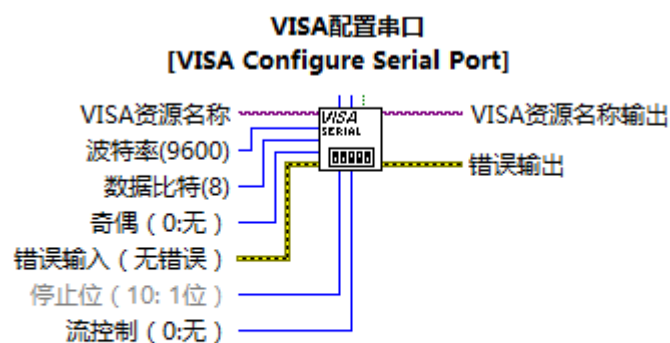 VISA配置串口
[VISA Configure Serial Port]
VISA资源名称
VISA资源名称输出
VISA
SERIAL
波特率(9600)
错误输出
数据比特(8)
奇偶（0:无）
错误输入（无错误）
停止位（10: 1位）
流控制（0:无）